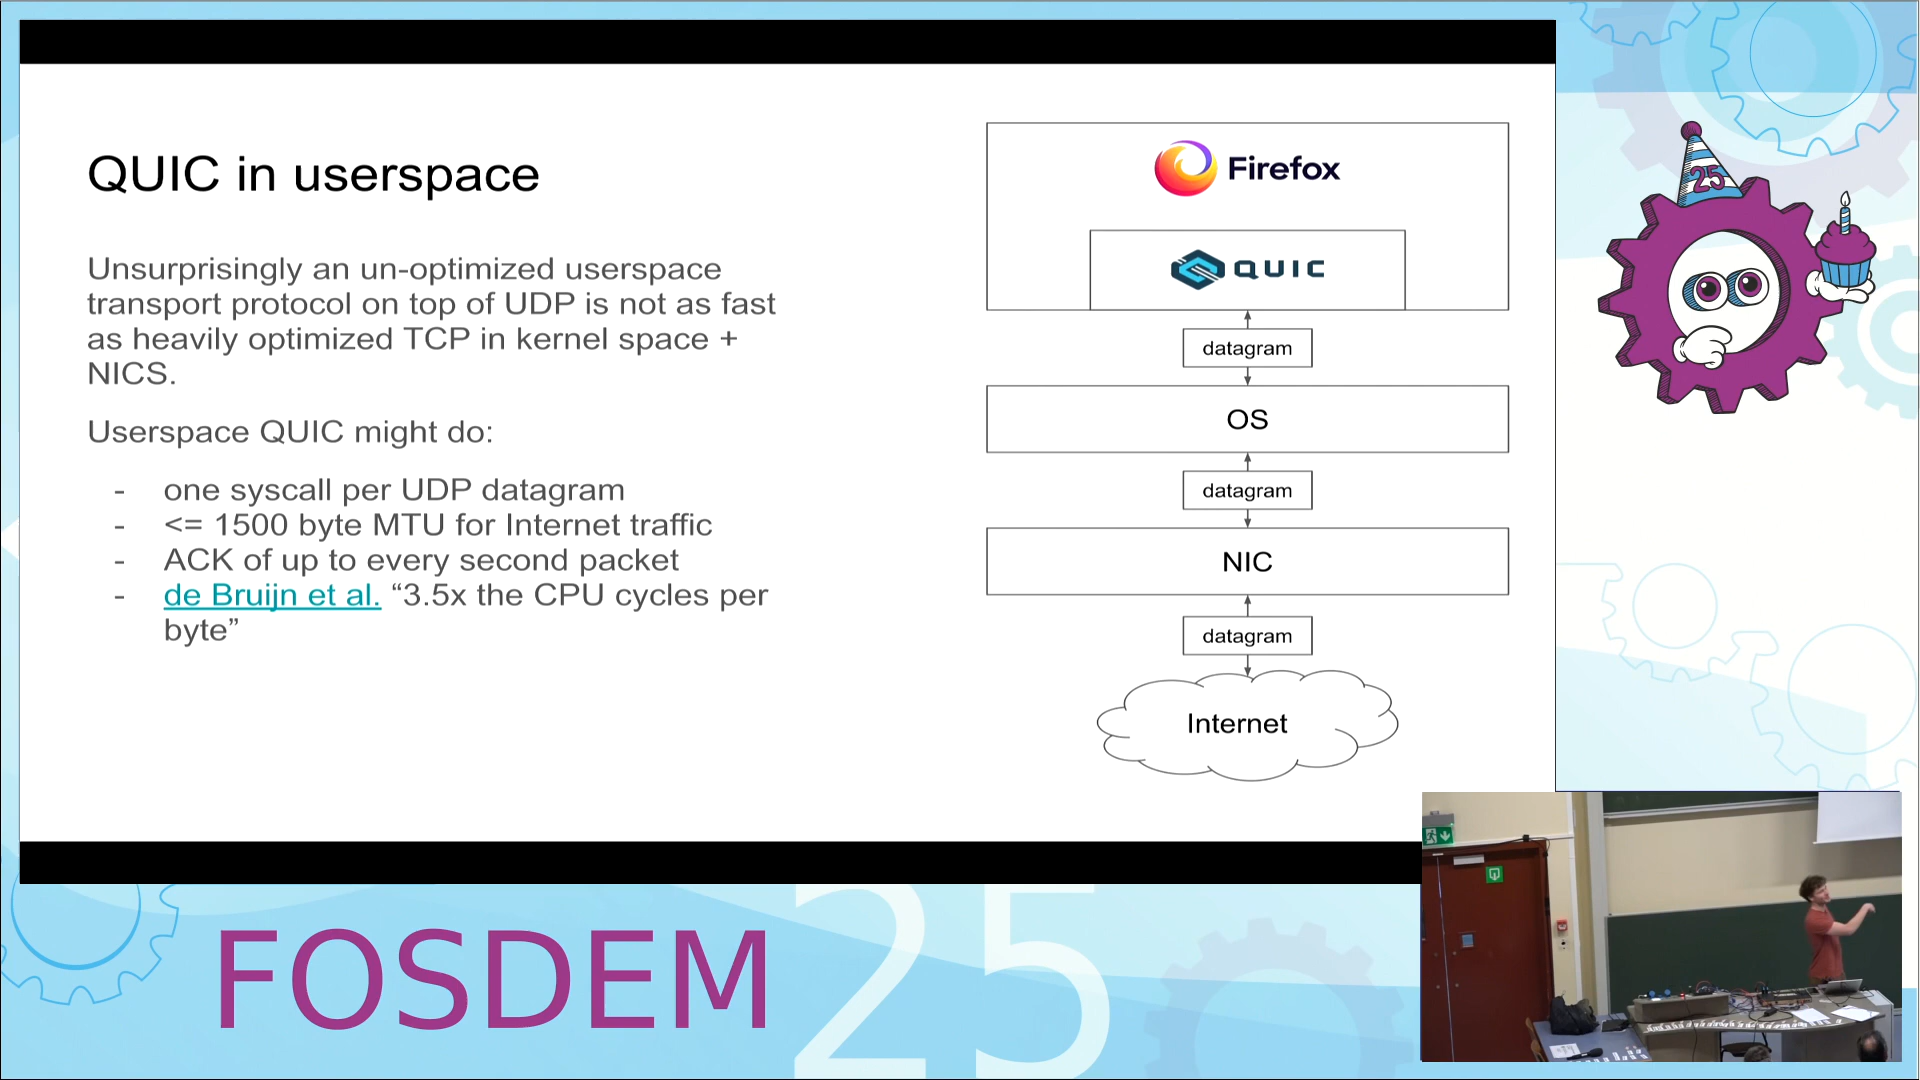 QUIC in userspace
Unsurprisingly an un-optimized userspace
transport protocol on top of UDP is not as fast
as heavily optimized TCP in kernel space +
NICS.
Userspace QUIC might do:
- one syscall per UDP datagram
- <= 1500 byte MTU for Internet traffic
- ACK of up to every second packet
- de Bruijn et al. “3.5x the CPU cycles per
byte”
Firefox
QUIC
datagram
OS
datagram
NIC
datagram
Internet
25
FOSDEM 25